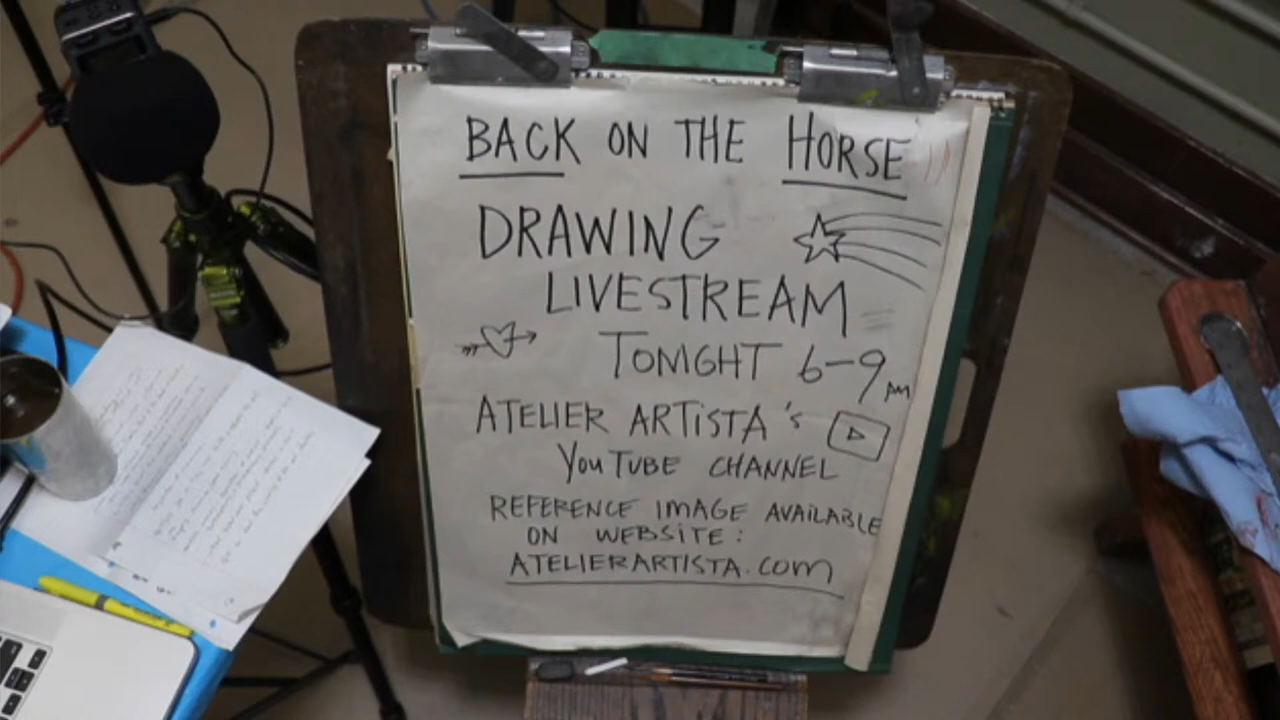 BACK ON THE HORSE
DRAWING
LIVESTREAM
TONIGHT 6-9 pm
ATELIER ARTISTA's
YOUTUBE CHANNEL
REFERENCE IMAGE AVAILABLE
ON WEBSITE:
ATELIERARTISTA.COM